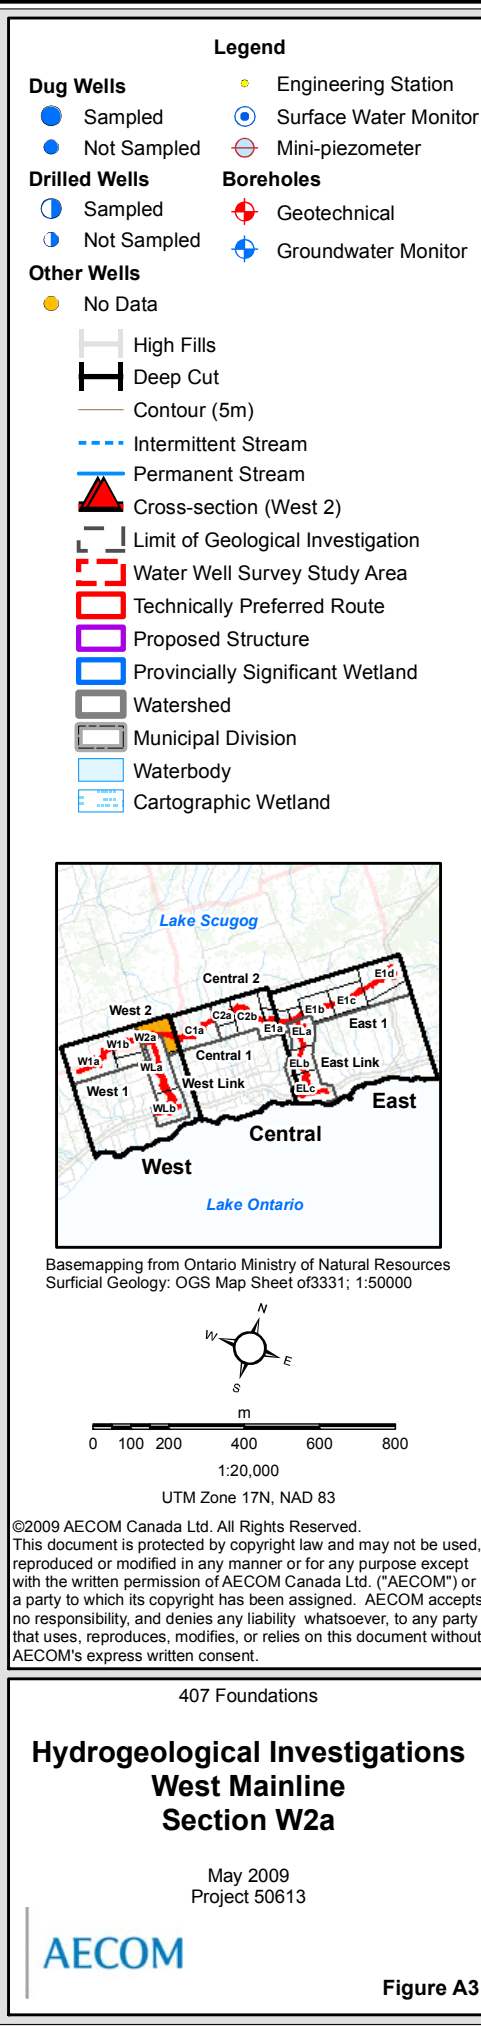 Legend
Dug Wells
Sampled
Not Sampled
Drilled Wells
Sampled
Not Sampled
Other Wells
No Data
Engineering Station
Surface Water Monitor
Mini-piezometer
Boreholes
Geotechnical
Groundwater Monitor
High Fills
Deep Cut
Contour (5m)
Intermittent Stream
Permanent Stream
Cross-section (West 2)
Limit of Geological Investigation
Water Well Survey Study Area
Technically Preferred Route
Proposed Structure
Provincially Significant Wetland
Watershed
Municipal Division
Waterbody
Cartographic Wetland
Lake Scugog
Central 2
E1d
West 2
C2a
C2b
E1b
E1c
W1a
W1b
W2a
C1a
E1a
ELa
East 1
WLa
Central 1
ELb
East Link
West 1
West Link
WLb
ELc
East
Central
West
Lake Ontario
Basemapping from Ontario Ministry of Natural Resources
Surficial Geology: OGS Map Sheet of3331; 1:50000
N
W
E
S
m
0 100 200 400 600 800
1:20,000
UTM Zone 17N, NAD 83
©2009 AECOM Canada Ltd. All Rights Reserved.
This document is protected by copyright law and may not be used,
reproduced or modified in any manner or for any purpose except
with the written permission of AECOM Canada Ltd. ("AECOM") or
a party to which its copyright has been assigned. AECOM accepts
no responsibility, and denies any liability whatsoever, to any party
that uses, reproduces, modifies, or relies on this document without
AECOM's express written consent.
407 Foundations
Hydrogeological Investigations
West Mainline
Section W2a
May 2009
Project 50613
AECOM
Figure A3